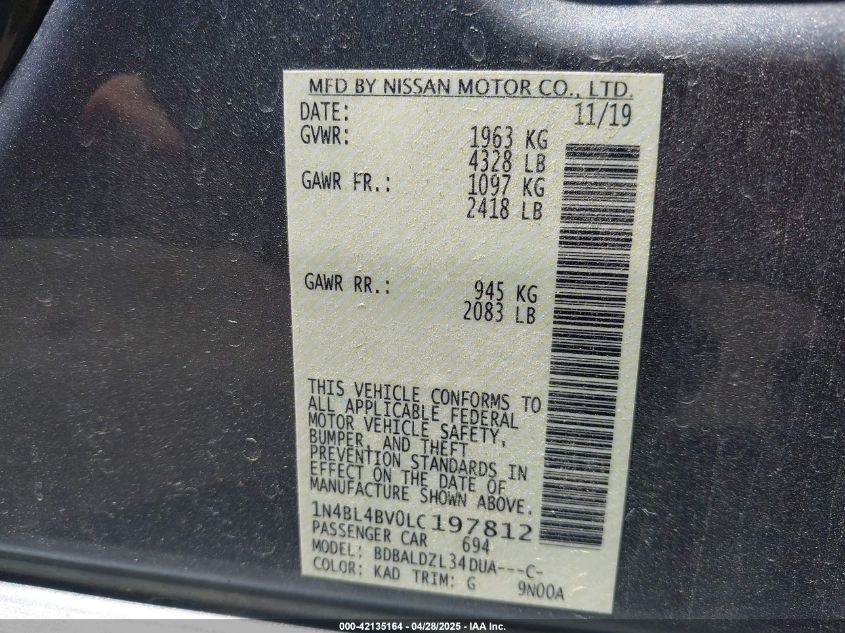 MFD BY NISSAN MOTOR CO., LTD.
DATE: 11/19
GVWR: 1963 KG
4328 LB
GAWR FR.: 1097 KG
2418 LB
GAWR RR.: 945 KG
2083 LB
THIS VEHICLE CONFORMS TO
ALL APPLICABLE FEDERAL
MOTOR VEHICLE SAFETY,
BUMPER, AND THEFT
PREVENTION STANDARDS IN
EFFECT ON THE DATE OF
MANUFACTURE SHOWN ABOVE.
1N4BL4BV0LC197812
PASSENGER CAR 694
MODEL: BDBALDZL34DUA---C-
COLOR: KAD TRIM: G 9N00A
000-42135164 - 04/28/2025 - IAA Inc.